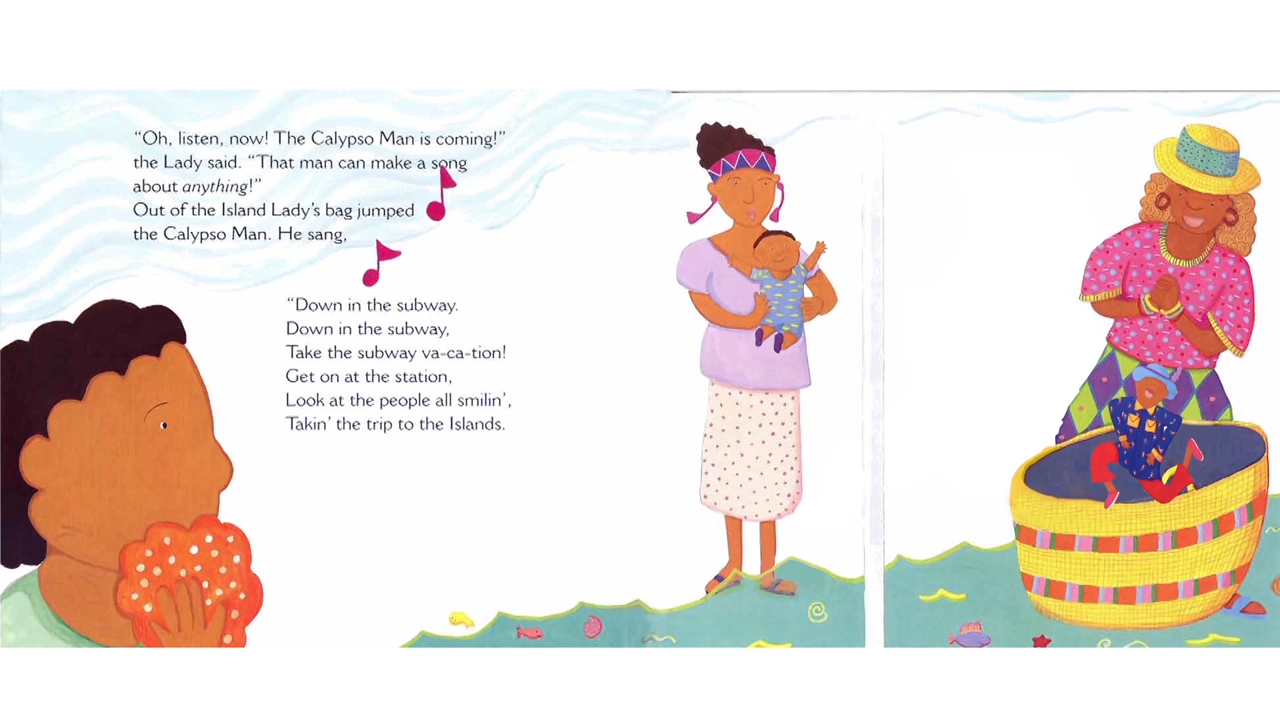 “Oh, listen, now! The Calypso Man is coming!”
the Lady said. “That man can make a song
about anything!”
Out of the Island Lady’s bag jumped
the Calypso Man. He sang,
“Down in the subway.
Down in the subway,
Take the subway va-ca-tion!
Get on at the station,
Look at the people all smilin’,
Takin’ the trip to the Islands.